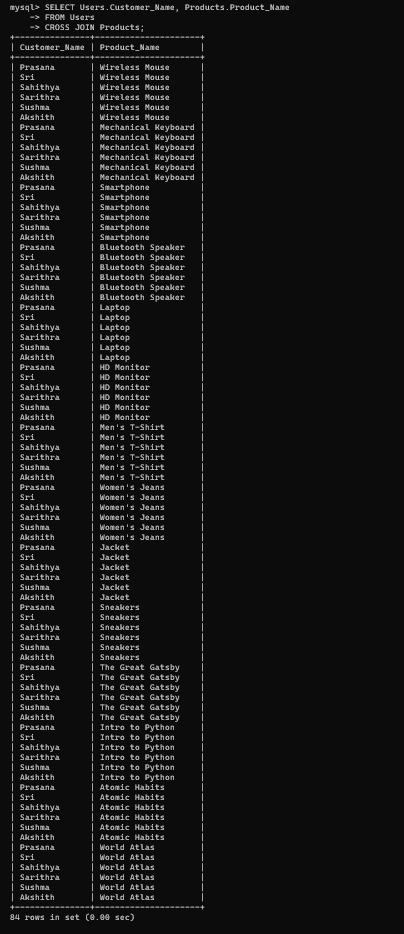 mysql> SELECT Users.Customer_Name, Products.Product_Name
    -> FROM Users
    -> CROSS JOIN Products;
+---------------+---------------------+
| Customer_Name | Product_Name        |
+---------------+---------------------+
| Prasana       | Wireless Mouse      |
| Sri           | Wireless Mouse      |
| Sahithya      | Wireless Mouse      |
| Sarithra      | Wireless Mouse      |
| Sushma        | Wireless Mouse      |
| Akshith       | Wireless Mouse      |
| Prasana       | Mechanical Keyboard |
| Sri           | Mechanical Keyboard |
| Sahithya      | Mechanical Keyboard |
| Sarithra      | Mechanical Keyboard |
| Sushma        | Mechanical Keyboard |
| Akshith       | Mechanical Keyboard |
| Prasana       | Smartphone          |
| Sri           | Smartphone          |
| Sahithya      | Smartphone          |
| Sarithra      | Smartphone          |
| Sushma        | Smartphone          |
| Akshith       | Smartphone          |
| Prasana       | Bluetooth Speaker   |
| Sri           | Bluetooth Speaker   |
| Sahithya      | Bluetooth Speaker   |
| Sarithra      | Bluetooth Speaker   |
| Sushma        | Bluetooth Speaker   |
| Akshith       | Bluetooth Speaker   |
| Prasana       | Laptop              |
| Sri           | Laptop              |
| Sahithya      | Laptop              |
| Sarithra      | Laptop              |
| Sushma        | Laptop              |
| Akshith       | Laptop              |
| Prasana       | HD Monitor          |
| Sri           | HD Monitor          |
| Sahithya      | HD Monitor          |
| Sarithra      | HD Monitor          |
| Sushma        | HD Monitor          |
| Akshith       | HD Monitor          |
| Prasana       | Men's T-Shirt       |
| Sri           | Men's T-Shirt       |
| Sahithya      | Men's T-Shirt       |
| Sarithra      | Men's T-Shirt       |
| Sushma        | Men's T-Shirt       |
| Akshith       | Men's T-Shirt       |
| Prasana       | Women's Jeans       |
| Sri           | Women's Jeans       |
| Sahithya      | Women's Jeans       |
| Sarithra      | Women's Jeans       |
| Sushma        | Women's Jeans       |
| Akshith       | Women's Jeans       |
| Prasana       | Jacket              |
| Sri           | Jacket              |
| Sahithya      | Jacket              |
| Sarithra      | Jacket              |
| Sushma        | Jacket              |
| Akshith       | Jacket              |
| Prasana       | Sneakers            |
| Sri           | Sneakers            |
| Sahithya      | Sneakers            |
| Sarithra      | Sneakers            |
| Sushma        | Sneakers            |
| Akshith       | Sneakers            |
| Prasana       | The Great Gatsby    |
| Sri           | The Great Gatsby    |
| Sahithya      | The Great Gatsby    |
| Sarithra      | The Great Gatsby    |
| Sushma        | The Great Gatsby    |
| Akshith       | The Great Gatsby    |
| Prasana       | Intro to Python     |
| Sri           | Intro to Python     |
| Sahithya      | Intro to Python     |
| Sarithra      | Intro to Python     |
| Sushma        | Intro to Python     |
| Akshith       | Intro to Python     |
| Prasana       | Atomic Habits       |
| Sri           | Atomic Habits       |
| Sahithya      | Atomic Habits       |
| Sarithra      | Atomic Habits       |
| Sushma        | Atomic Habits       |
| Akshith       | Atomic Habits       |
| Prasana       | World Atlas         |
| Sri           | World Atlas         |
| Sahithya      | World Atlas         |
| Sarithra      | World Atlas         |
| Sushma        | World Atlas         |
| Akshith       | World Atlas         |
+---------------+---------------------+
84 rows in set (0.00 sec)